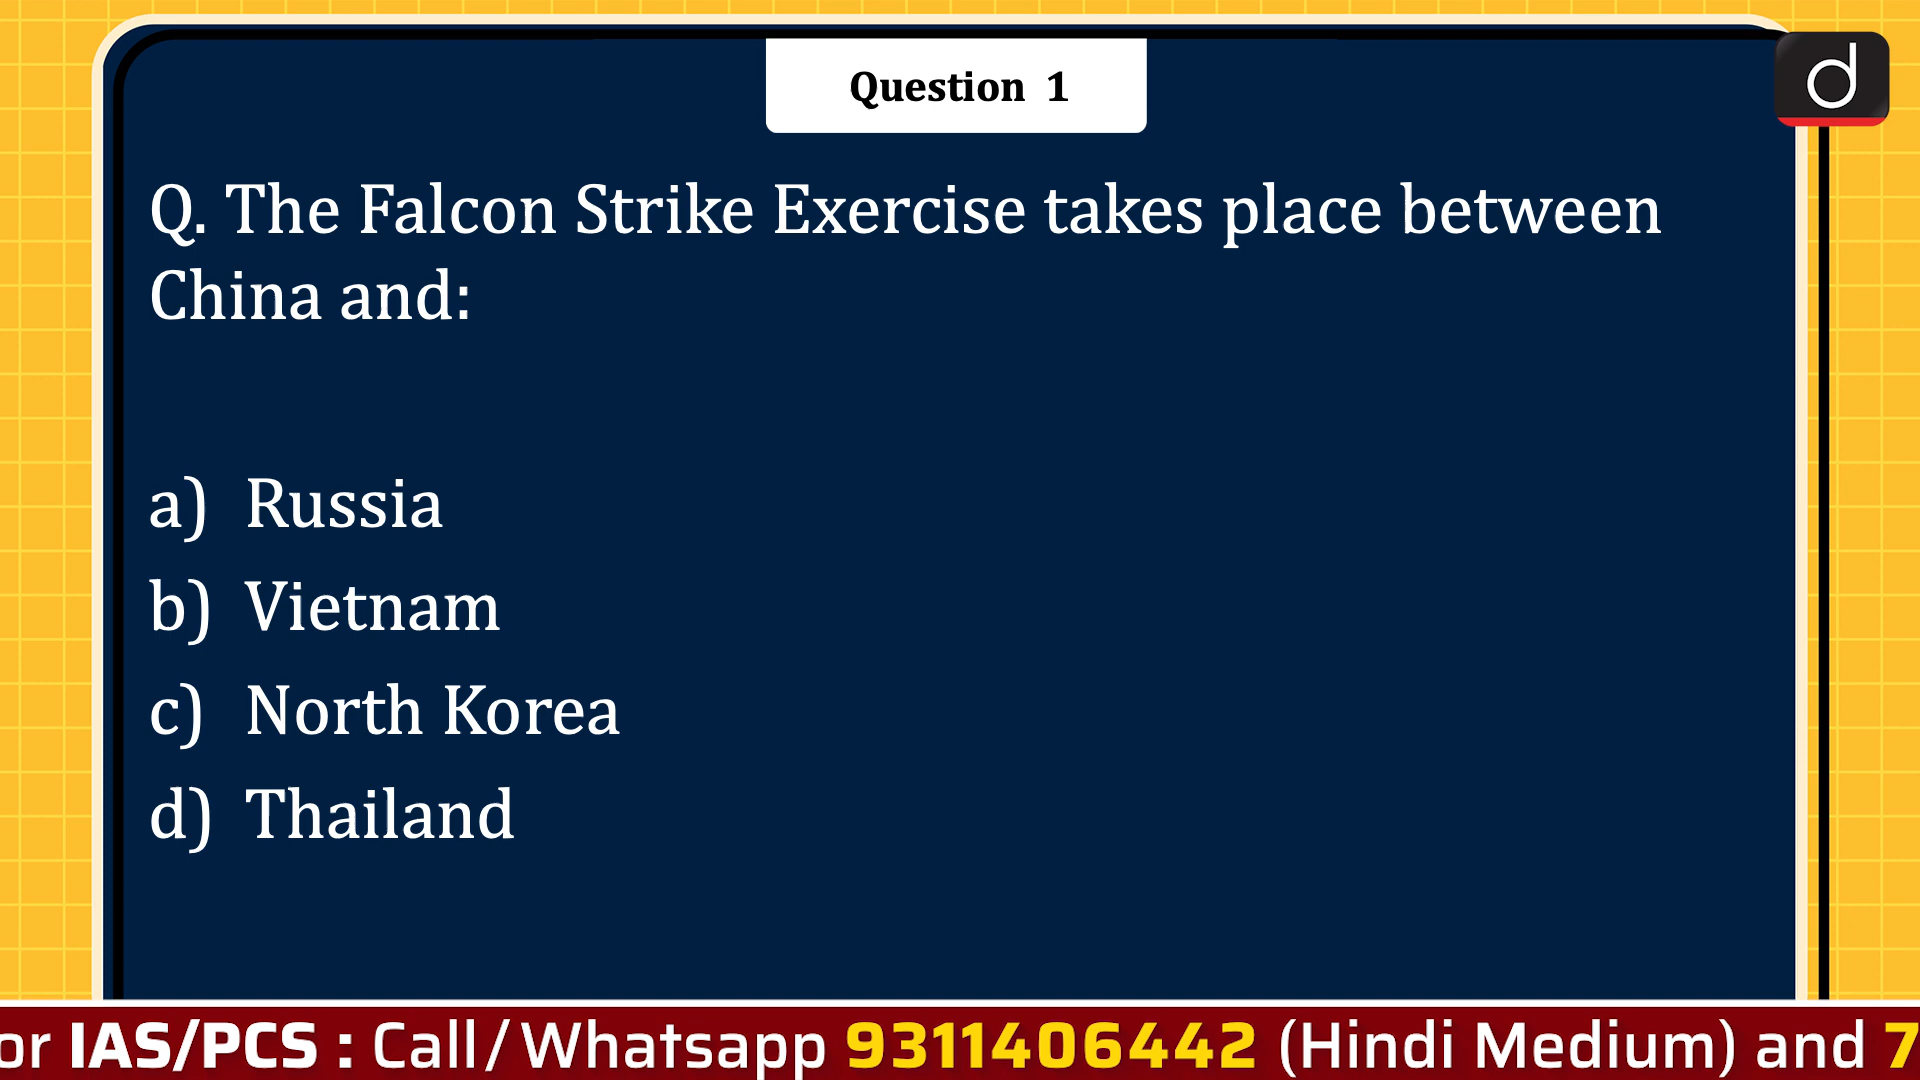 Question 1
d
Q. The Falcon Strike Exercise takes place between
China and:
a) Russia
b) Vietnam
c) North Korea
d) Thailand
or IAS/PCS : Call/Whatsapp 9311406442 (Hindi Medium) and 7